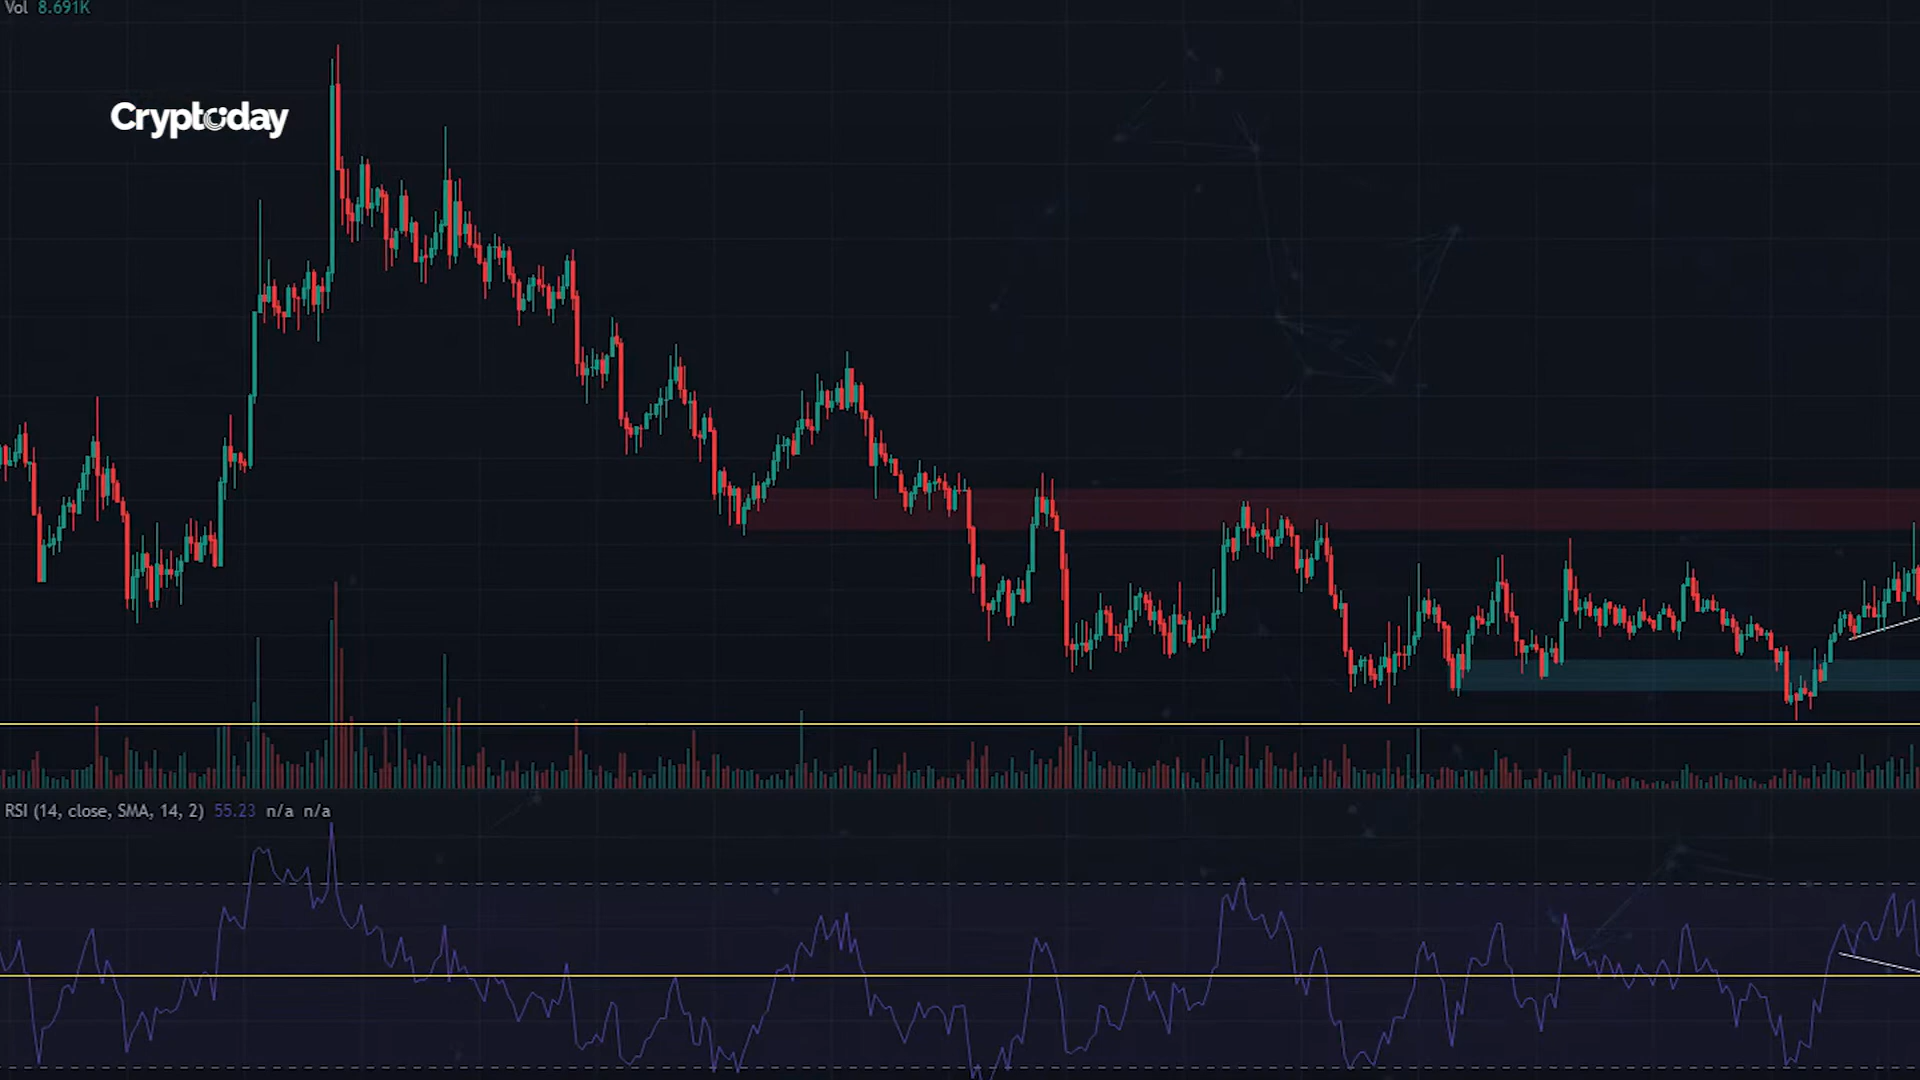 Vol 8.691K
Cryptoday
RSI (14, close, SMA, 14, 2) 55.23 n/a n/a